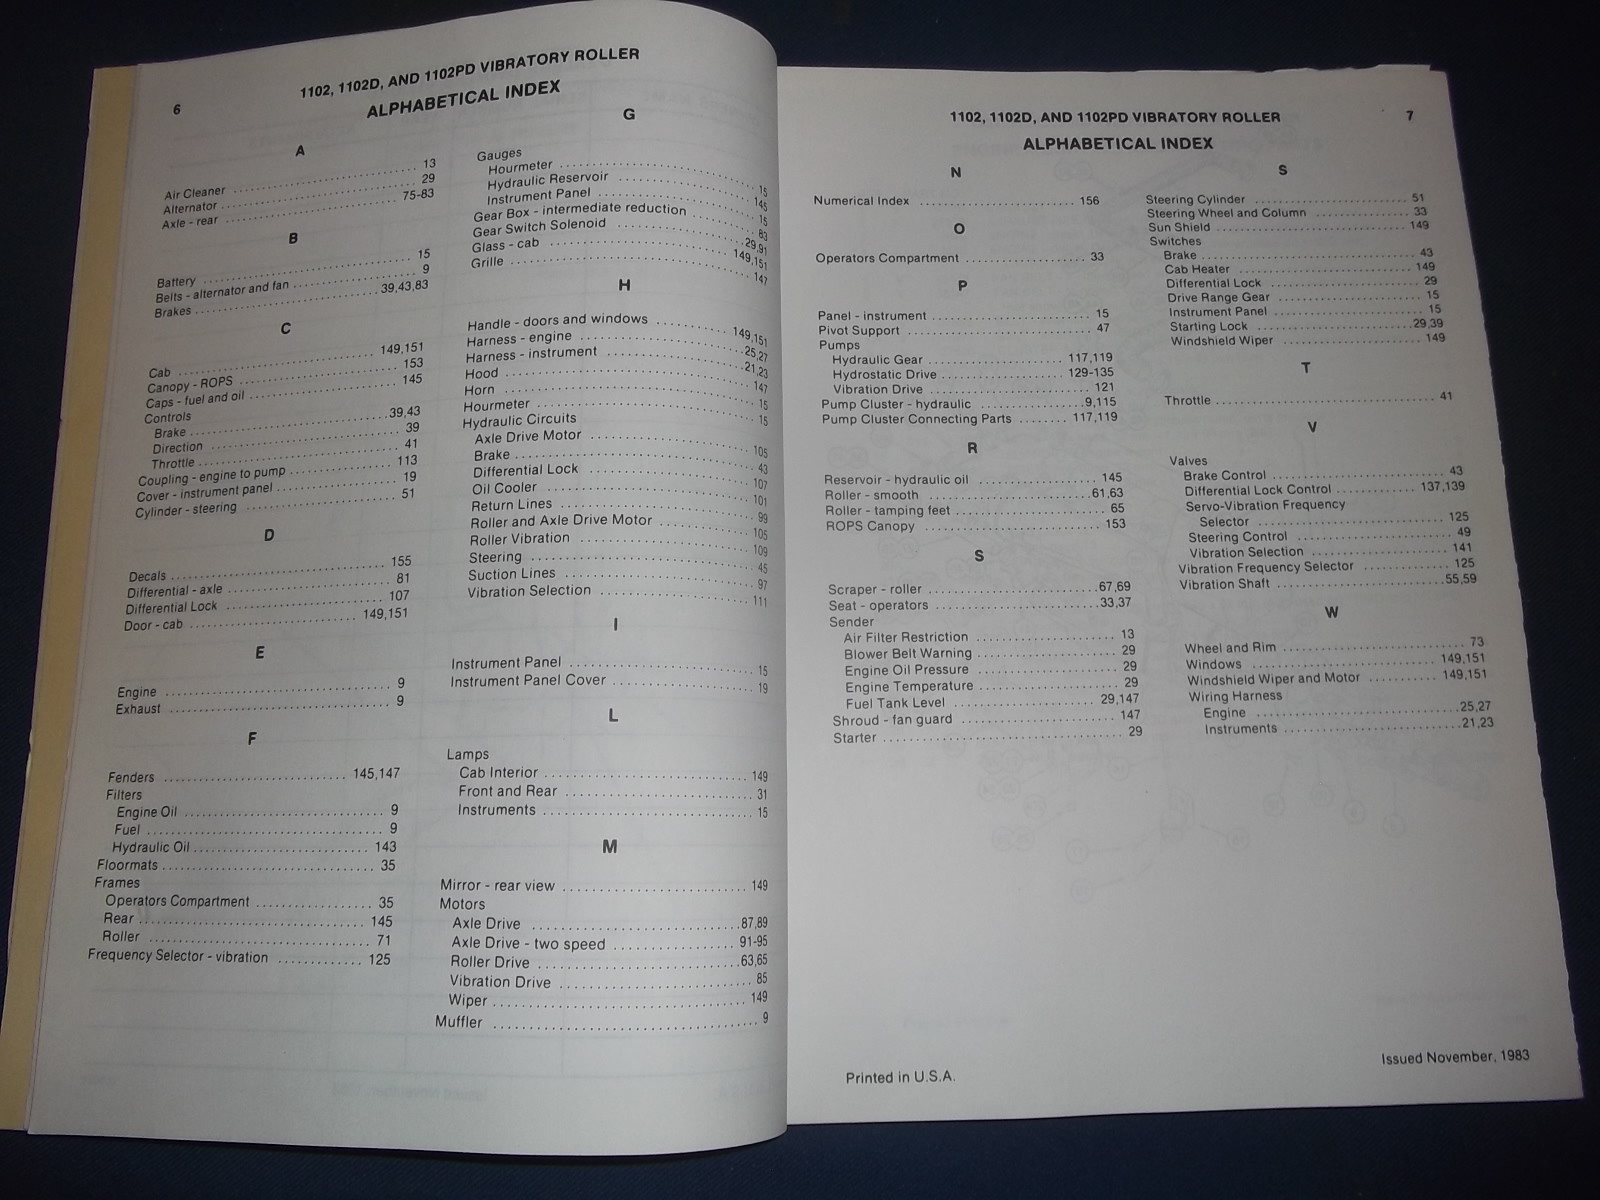 6
1102, 1102D, AND 1102PD VIBRATORY ROLLER
ALPHABETICAL INDEX
A
Air Cleaner 13
Alternator 29
Axle - rear 75-83
B
Battery 15
Belts - alternator and fan 9
Brakes 39,43,83
C
Cab 149,151
Canopy - ROPS 153
Caps - fuel and oil 145
Controls
Brake 39,43
Direction 39
Throttle 41
Coupling - engine to pump 113
Cover - instrument panel 19
Cylinder - steering 51
D
Decals 155
Differential - axle 81
Differential Lock 107
Door - cab 149,151
E
Engine 9
Exhaust 9
F
Fenders 145,147
Filters
Engine Oil 9
Fuel 9
Hydraulic Oil 143
Floormats 35
Frames
Operators Compartment 35
Rear 145
Roller 71
Frequency Selector - vibration 125
G
Gauges
Hourmeter 15
Hydraulic Reservoir 145
Instrument Panel 15
Gear Box - intermediate reduction 83
Gear Switch Solenoid 29,91
Glass - cab 149,151
Grille 147
H
Handle - doors and windows 149,151
Harness - engine 25,27
Harness - instrument 21,23
Hood 147
Horn 15
Hourmeter 15
Hydraulic Circuits
Axle Drive Motor 105
Brake 43
Differential Lock 107
Oil Cooler 101
Return Lines 99
Roller and Axle Drive Motor 105
Roller Vibration 109
Steering 45
Suction Lines 97
Vibration Selection 111
I
Instrument Panel 15
Instrument Panel Cover 19
L
Lamps
Cab Interior 149
Front and Rear 31
Instruments 15
M
Mirror - rear view 149
Motors
Axle Drive 87,89
Axle Drive - two speed 91-95
Roller Drive 63,65
Vibration Drive 85
Wiper 149
Muffler 9
1102, 1102D, AND 1102PD VIBRATORY ROLLER
7
ALPHABETICAL INDEX
N
Numerical Index 156
O
Operators Compartment 33
P
Panel - instrument 15
Pivot Support 47
Pumps
Hydraulic Gear 117,119
Hydrostatic Drive 129-135
Vibration Drive 121
Pump Cluster - hydraulic 9,115
Pump Cluster Connecting Parts 117,119
R
Reservoir - hydraulic oil 145
Roller - smooth 61,63
Roller - tamping feet 65
ROPS Canopy 153
S
Scraper - roller 67,69
Seat - operators 33,37
Sender
Air Filter Restriction 13
Blower Belt Warning 29
Engine Oil Pressure 29
Engine Temperature 29
Fuel Tank Level 29,147
Shroud - fan guard 147
Starter 29
S
Steering Cylinder 51
Steering Wheel and Column 33
Sun Shield 149
Switches
Brake 43
Cab Heater 149
Differential Lock 29
Drive Range Gear 15
Instrument Panel 15
Starting Lock 29,39
Windshield Wiper 149
T
Throttle 41
V
Valves
Brake Control 43
Differential Lock Control 137,139
Servo-Vibration Frequency
Selector 125
Steering Control 49
Vibration Selection 141
Vibration Frequency Selector 125
Vibration Shaft 55,59
W
Wheel and Rim 73
Windows 149,151
Windshield Wiper and Motor 149,151
Wiring Harness
Engine 25,27
Instruments 21,23
Printed in U.S.A.
Issued November, 1983